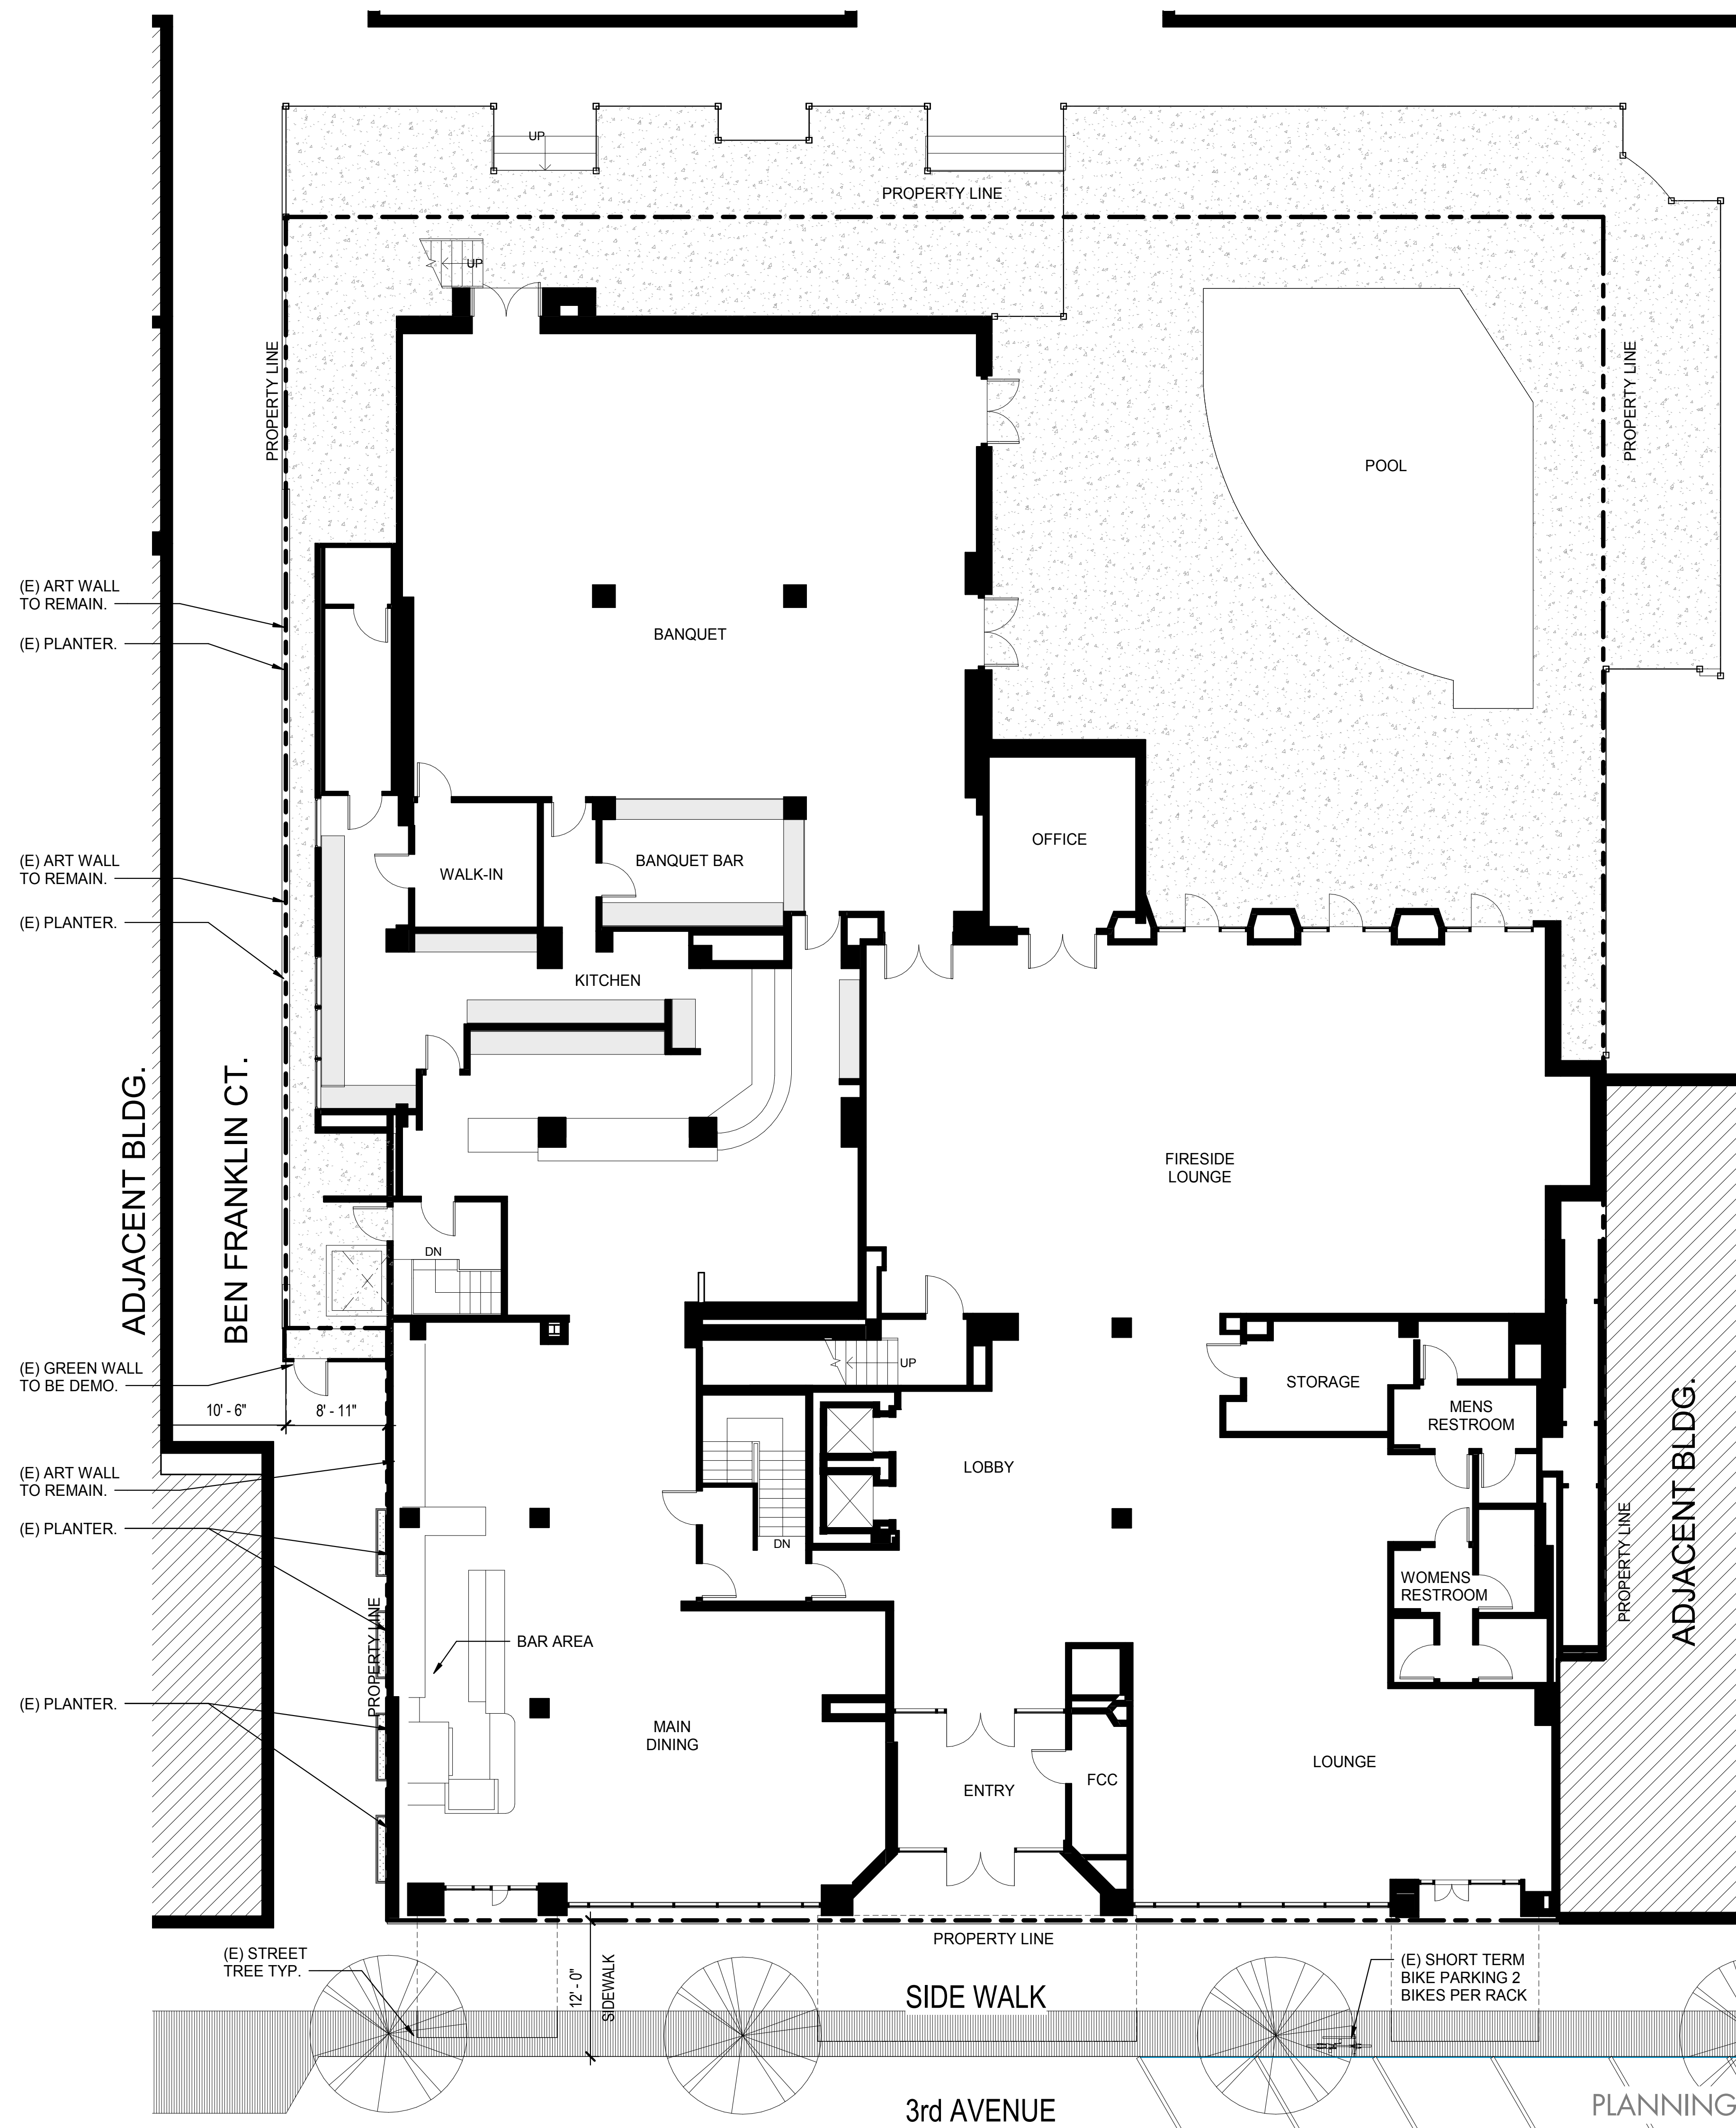 UP
PROPERTY LINE
UP
PROPERTY LINE
PROPERTY LINE
POOL
(E) ART WALL
TO REMAIN.
(E) PLANTER.
BANQUET
(E) ART WALL
TO REMAIN.
(E) PLANTER.
WALK-IN
BANQUET BAR
OFFICE
KITCHEN
ADJACENT BLDG.
BEN FRANKLIN CT.
FIRESIDE
LOUNGE
DN
(E) GREEN WALL
TO BE DEMO.
10' - 6"
8' - 11"
UP
STORAGE
MENS
RESTROOM
ADJACENT BLDG.
(E) ART WALL
TO REMAIN.
LOBBY
(E) PLANTER.
DN
PROPERTY LINE
WOMENS
RESTROOM
PROPERTY LINE
BAR AREA
(E) PLANTER.
MAIN
DINING
LOUNGE
ENTRY
FCC
PROPERTY LINE
(E) STREET
TREE TYP.
12' - 0"
SIDEWALK
SIDE WALK
(E) SHORT TERM
BIKE PARKING 2
BIKES PER RACK
3rd AVENUE
PLANNING